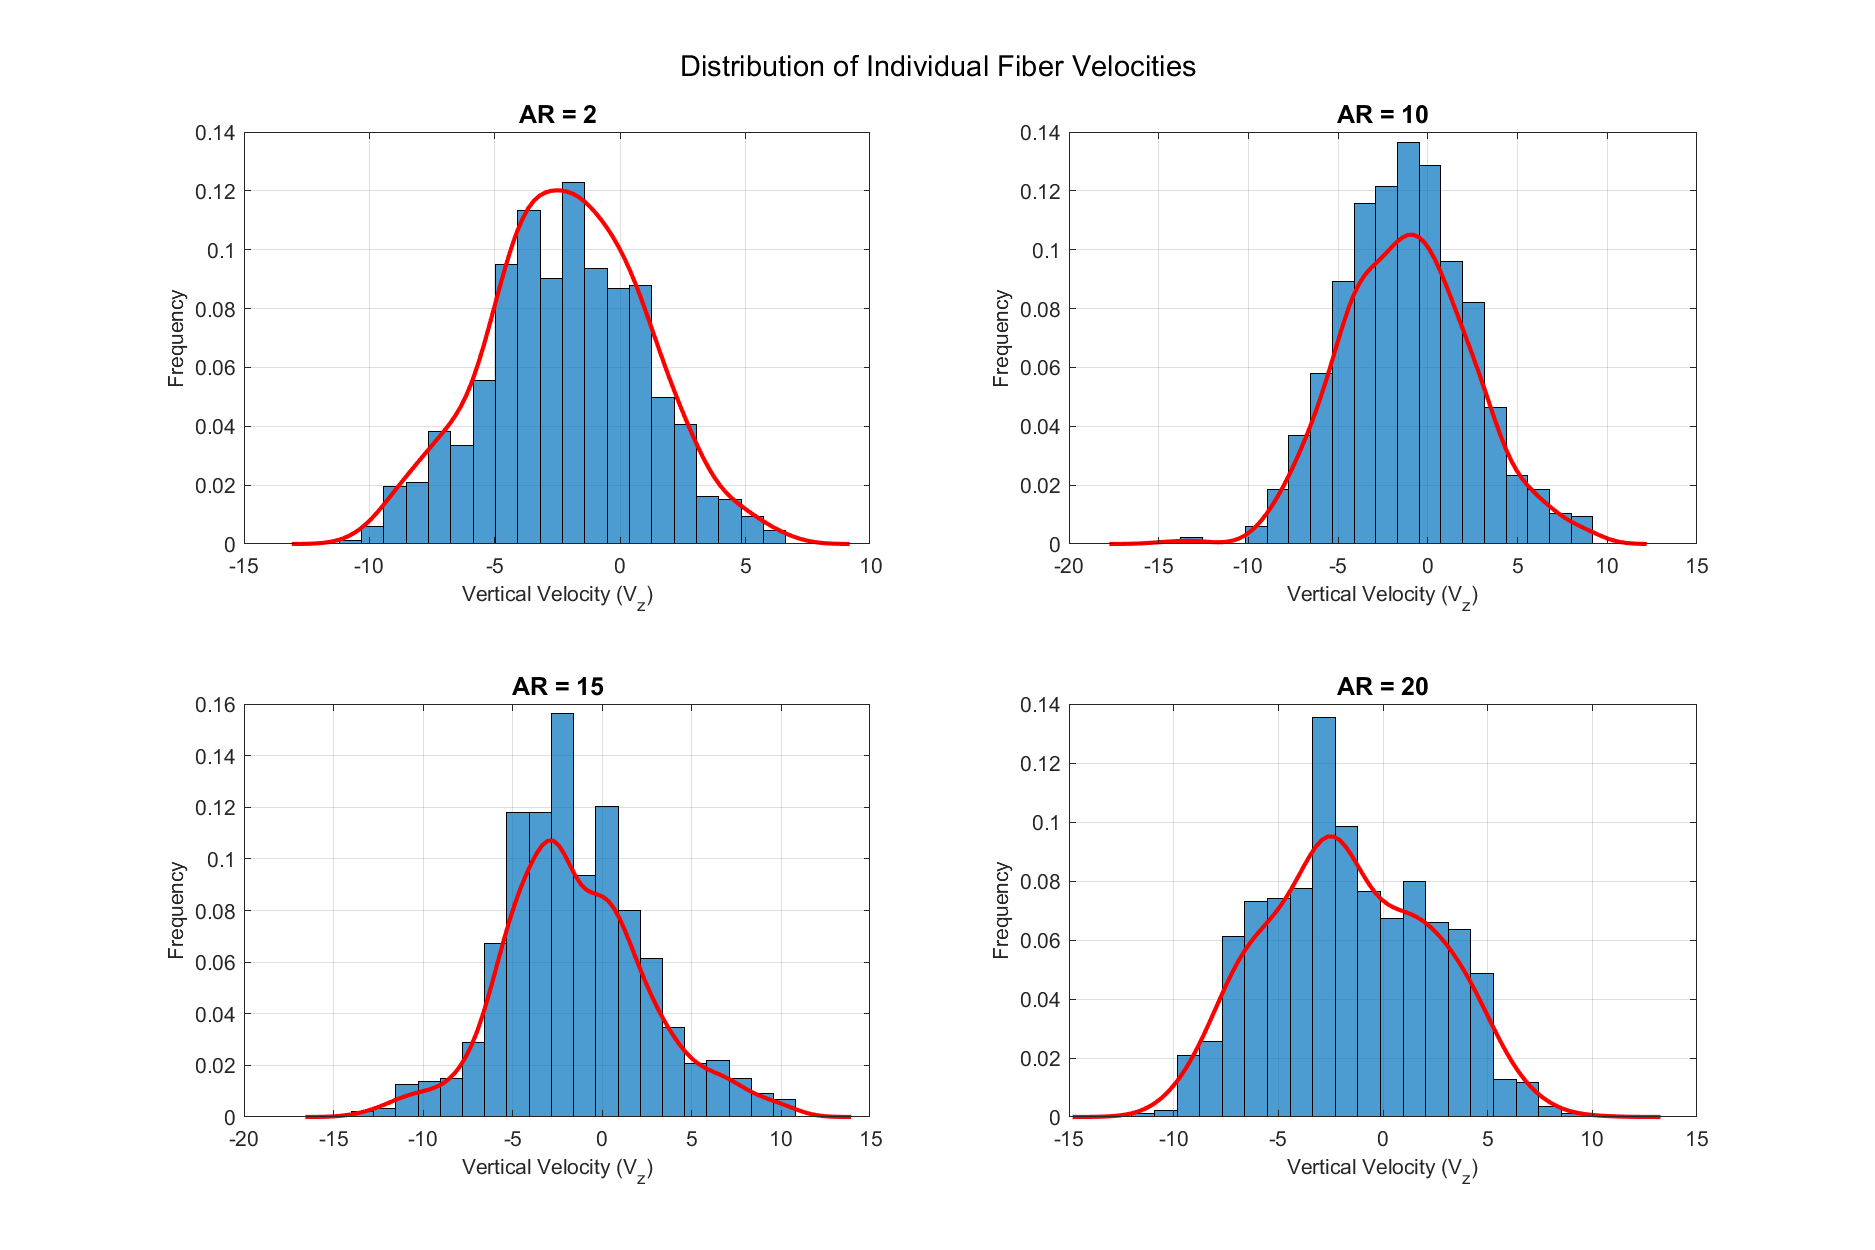 Distribution of Individual Fiber Velocities
AR = 2
0.14
0.12
0.1
0.08
0.06
0.04
0.02
0
Frequency
-15 -10 -5 0 5 10
Vertical Velocity (V_z)
AR = 10
0.14
0.12
0.1
0.08
0.06
0.04
0.02
0
Frequency
-20 -15 -10 -5 0 5 10 15
Vertical Velocity (V_z)
AR = 15
0.16
0.14
0.12
0.1
0.08
0.06
0.04
0.02
0
Frequency
-20 -15 -10 -5 0 5 10 15
Vertical Velocity (V_z)
AR = 20
0.14
0.12
0.1
0.08
0.06
0.04
0.02
0
Frequency
-15 -10 -5 0 5 10 15
Vertical Velocity (V_z)